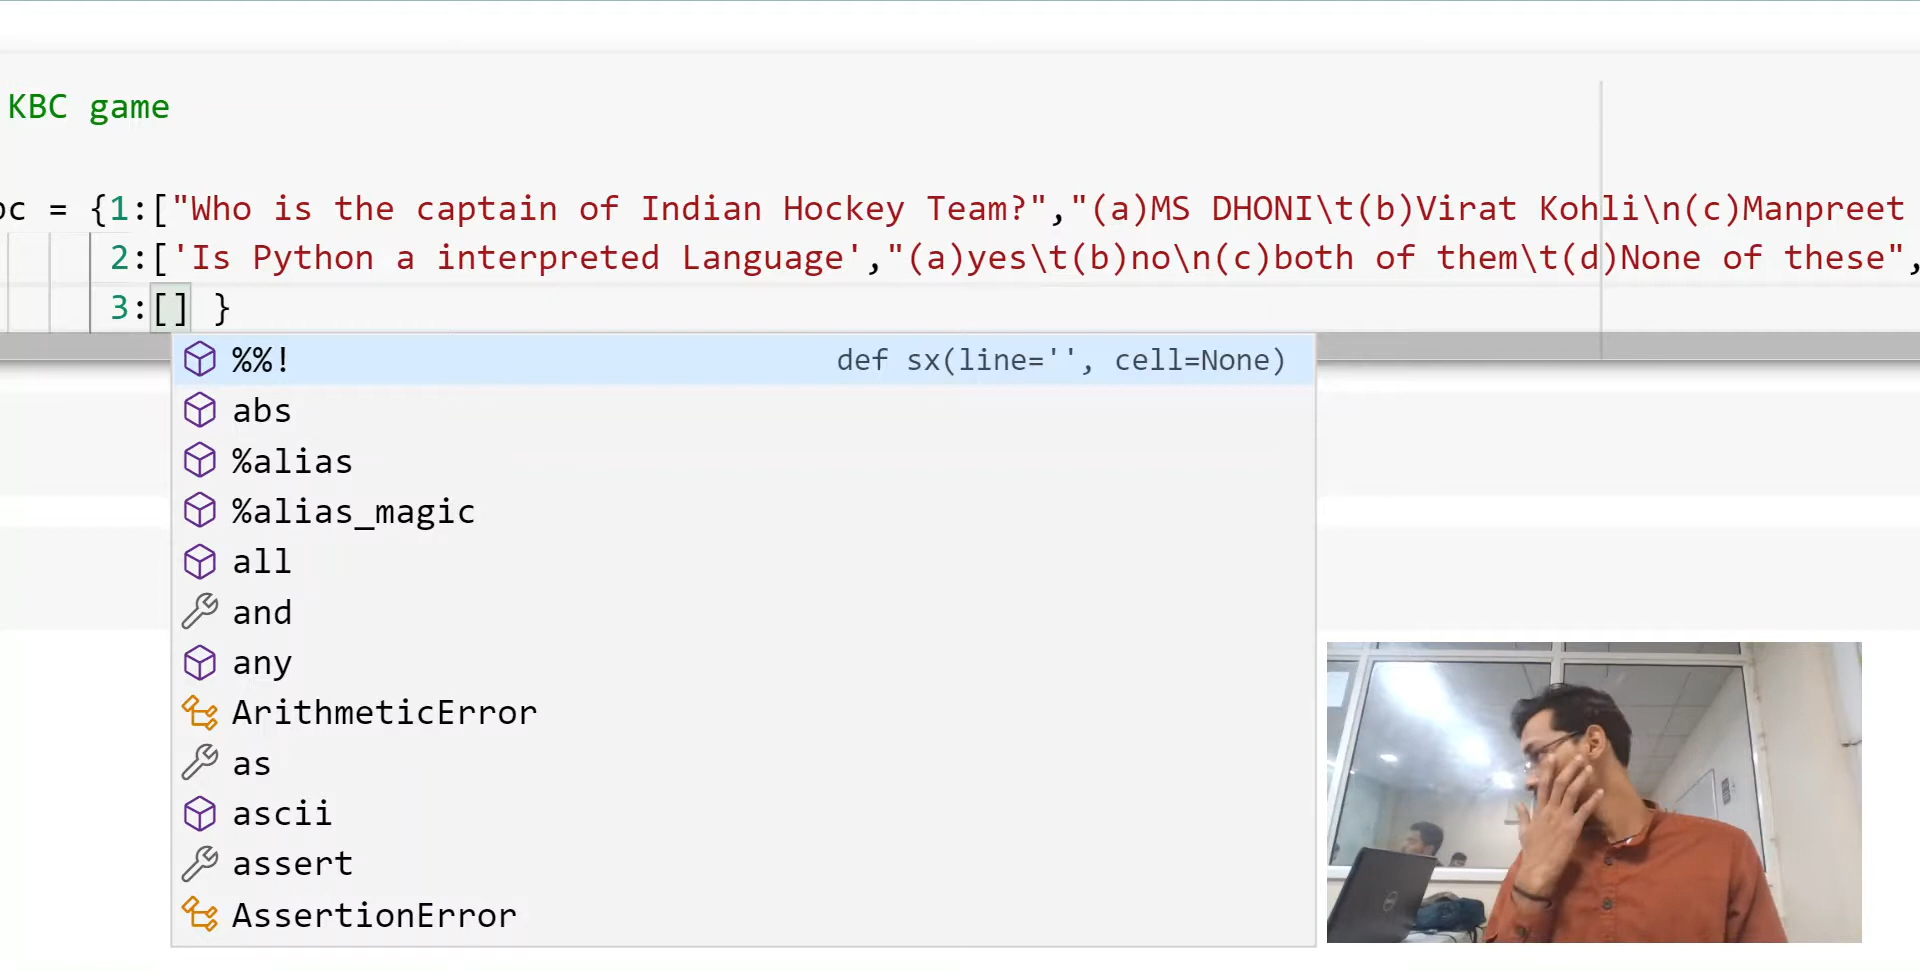 KBC game
c = {1:["Who is the captain of Indian Hockey Team?","(a)MS DHONI\t(b)Virat Kohli\n(c)Manpreet
2:['Is Python a interpreted Language',"(a)yes\t(b)no\n(c)both of them\t(d)None of these",
3:[] }
%%! def sx(line='', cell=None)
abs
%alias
%alias_magic
all
and
any
ArithmeticError
as
ascii
assert
AssertionError